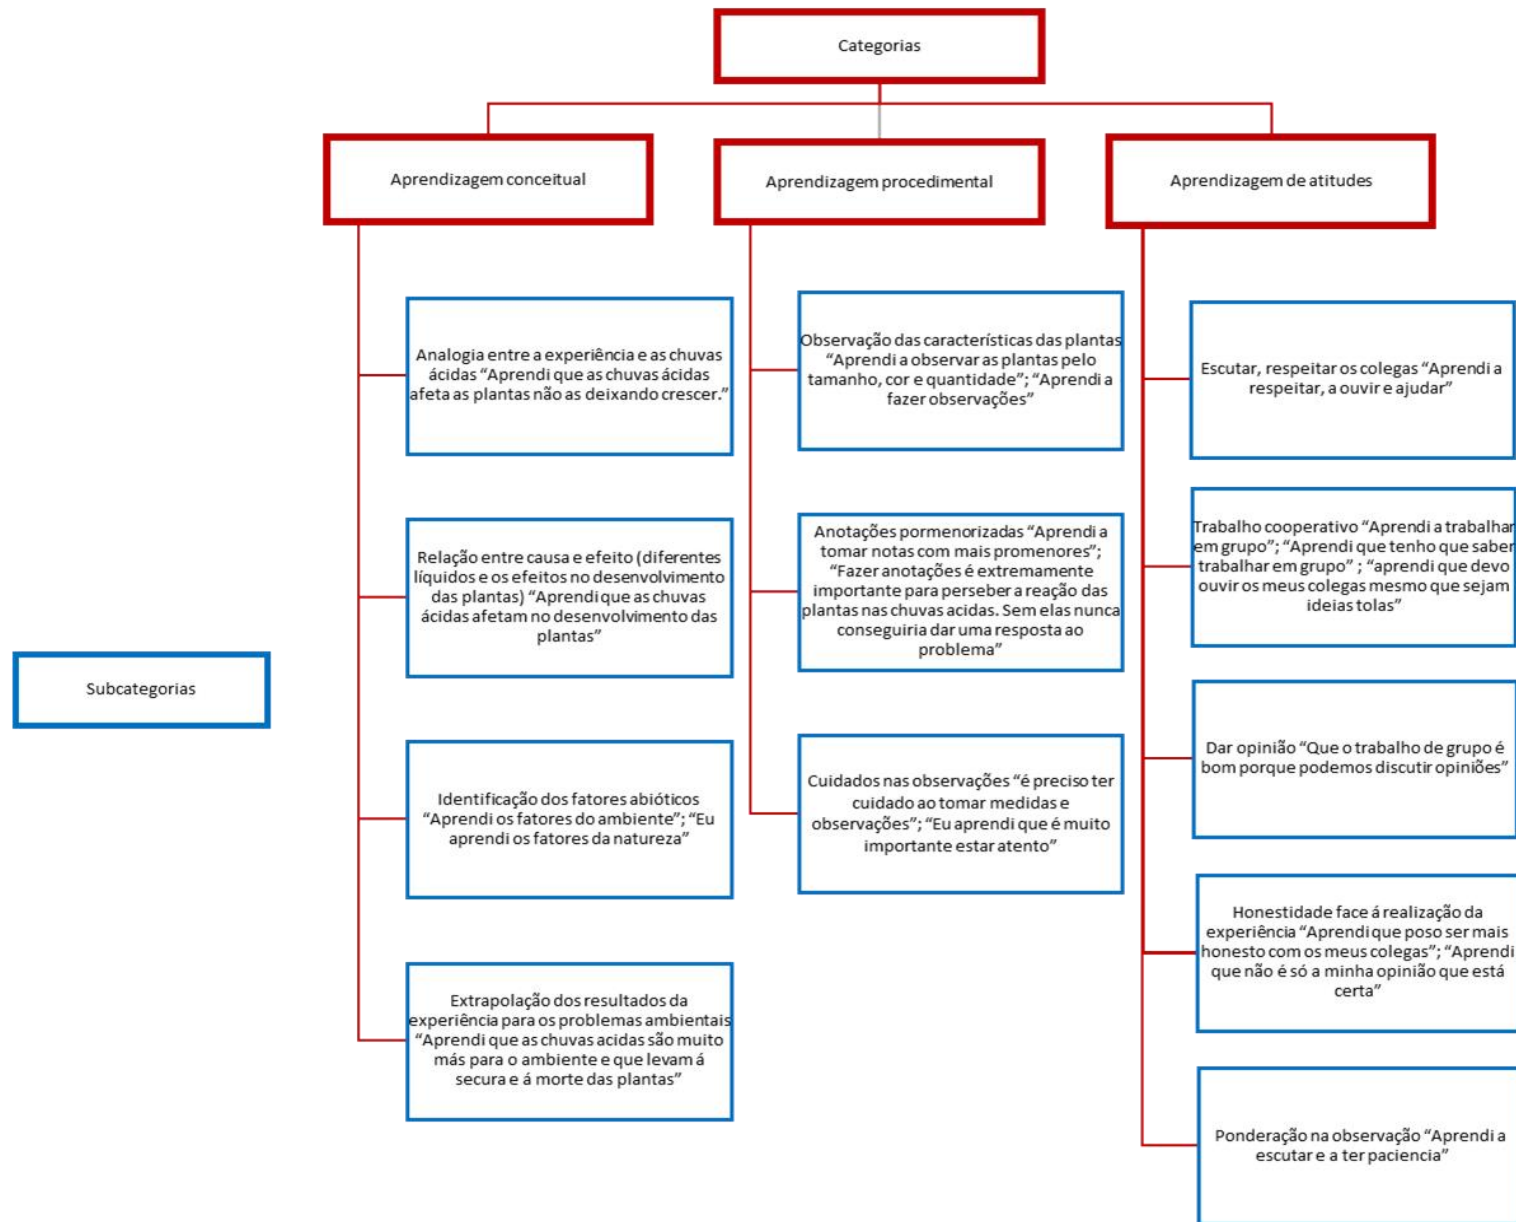 Categorias
Aprendizagem conceitual
Aprendizagem procedimental
Aprendizagem de atitudes
Analogia entre a experiência e as chuvas
ácidas “Aprendi que as chuvas ácidas
afeta as plantas não as deixando crescer.”
Relação entre causa e efeito (diferentes
líquidos e os efeitos no desenvolvimento
das plantas) “Aprendi que as chuvas
ácidas afetam no desenvolvimento das
plantas”
Identificação dos fatores abióticos
“Aprendi os fatores do ambiente”; “Eu
aprendi os fatores da natureza”
Extrapolação dos resultados da
experiência para os problemas ambientais
“Aprendi que as chuvas acidas são muito
más para o ambiente e que levam á
secura e á morte das plantas”
Observação das características das plantas
“Aprendi a observar as plantas pelo
tamanho, cor e quantidade”; “Aprendi a
fazer observações”
Anotações pormenorizadas “Aprendi a
tomar notas com mais promenores”;
“Fazer anotações é extremamente
importante para perseber a reação das
plantas nas chuvas acidas. Sem elas nunca
conseguiria dar uma resposta ao
problema”
Cuidados nas observações “é preciso ter
cuidado ao tomar medidas e
observações”; “Eu aprendi que é muito
importante estar atento”
Escutar, respeitar os colegas “Aprendi a
respeitar, a ouvir e ajudar”
Trabalho cooperativo “Aprendi a trabalhar
em grupo”; “Aprendi que tenho que saber
trabalhar em grupo” ; “aprendi que devo
ouvir os meus colegas mesmo que sejam
ideias tolas”
Dar opinião “Que o trabalho de grupo é
bom porque podemos discutir opiniões”
Honestidade face á realização da
experiência “Aprendi que poso ser mais
honesto com os meus colegas”; “Aprendi
que não é só a minha opinião que está
certa”
Ponderação na observação “Aprendi a
escutar e a ter paciencia”
Subcategorias